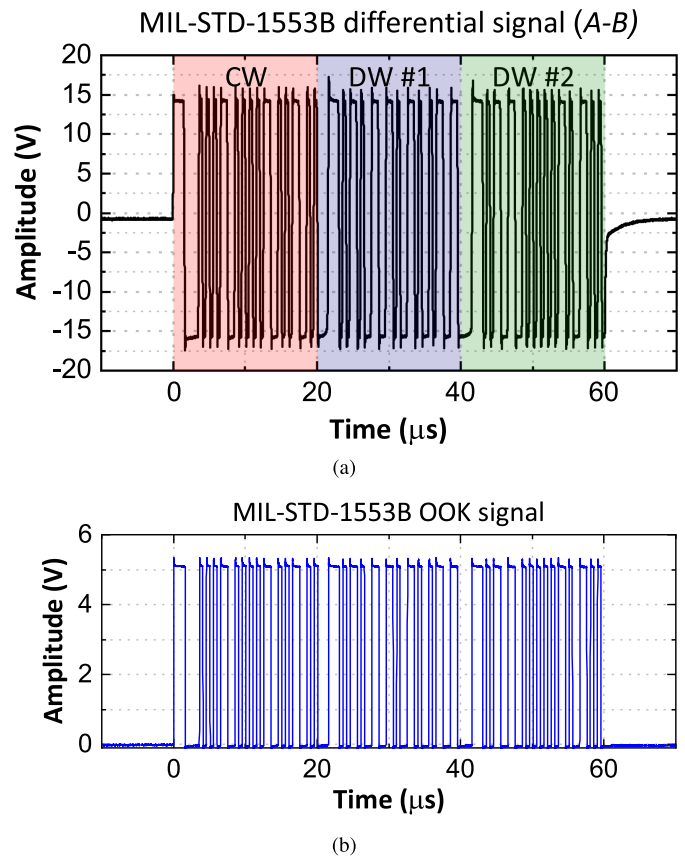 MIL-STD-1553B differential signal (A-B)
CW DW #1 DW #2
20
15
10
5
0
-5
-10
-15
-20
Amplitude (V)
0 20 40 60
Time (μs)
(a)
MIL-STD-1553B OOK signal
6
4
2
0
Amplitude (V)
0 20 40 60
Time (μs)
(b)